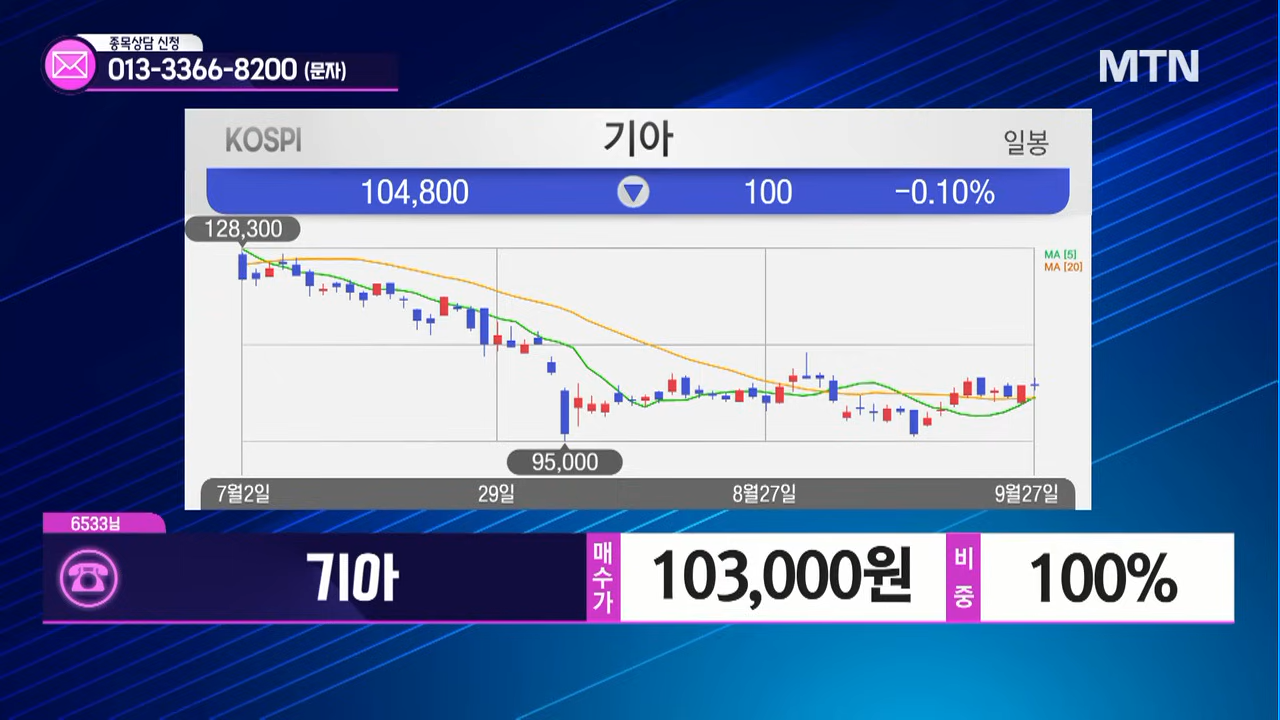 종목상담 신청
013-3366-8200 (문자)
MTN
KOSPI
기아
일봉
104,800 ▼ 100 -0.10%
128,300
MA [5]
MA [20]
95,000
7월2일 29일 8월27일 9월27일
6533님
기아
매수가
103,000원
비중
100%